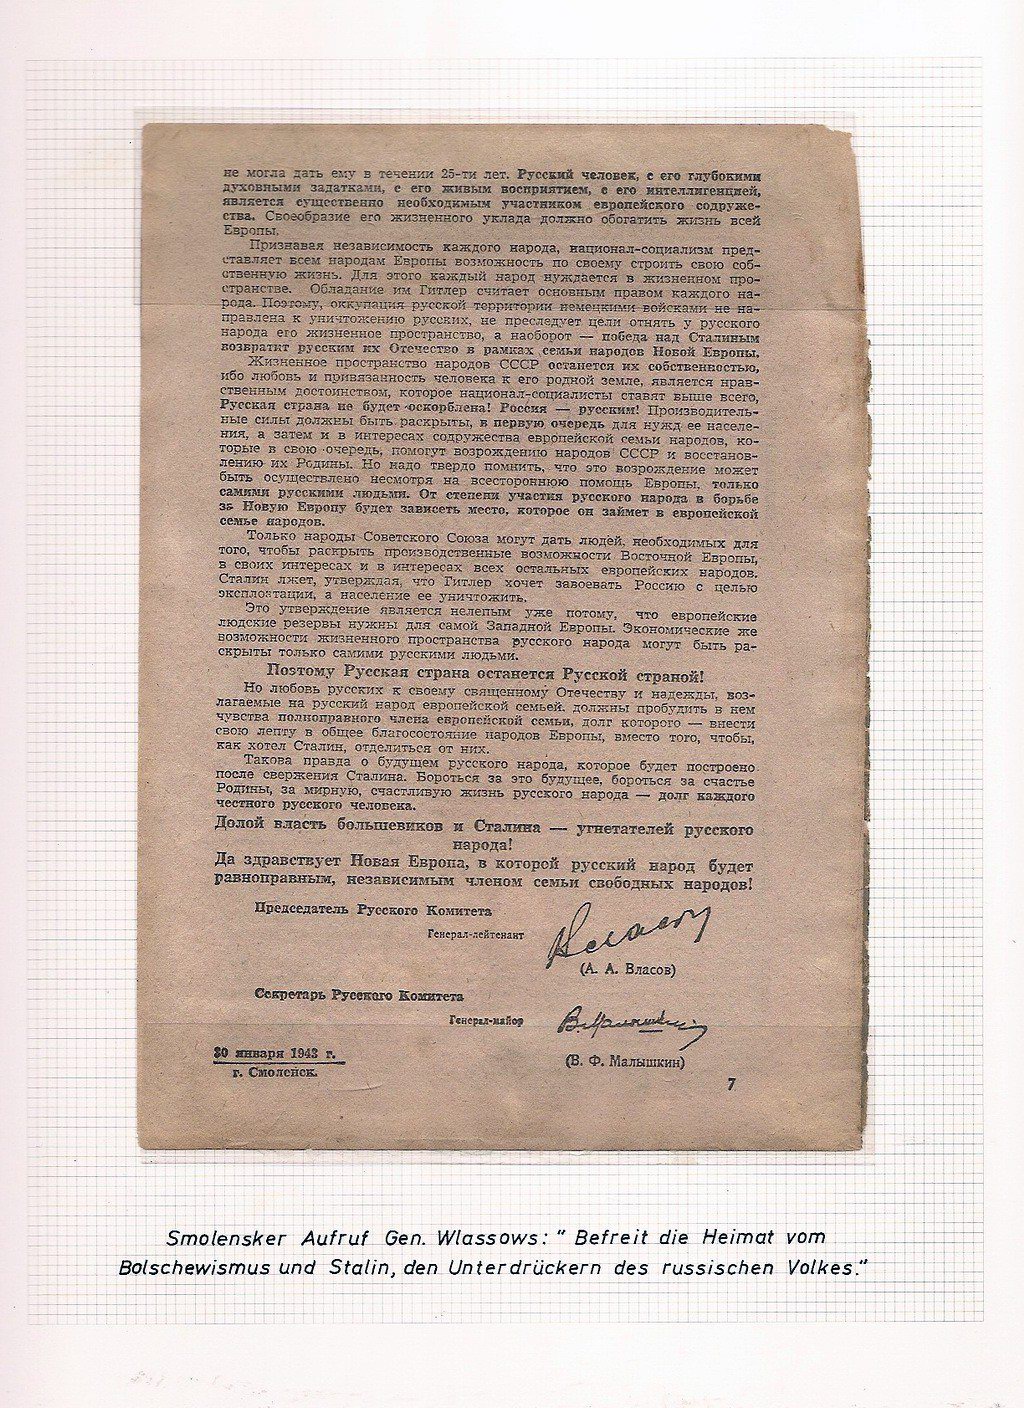 не могла дать ему в течении 25-ти лет. Русский человек, с его глубокими
духовными задатками, с его живым восприятием, с его интеллигенцией,
является существенно необходимым участником европейского содруже-
ства. Своеобразие его жизненного уклада должно обогатить жизнь всей
Европы.
Признавая независимость каждого народа, национал-социализм пред-
ставляет всем народам Европы возможность по своему строить свою соб-
ственную жизнь. Для этого каждый народ нуждается в жизненном про-
странстве. Обладание им Гитлер считает основным правом каждого на-
рода. Поэтому, оккупация русской территории немецкими войсками не на-
правлена к уничтожению русских, не преследует цели отнять у русского
народа его жизненное пространство, а наоборот — победа над Сталиным
возвратит русским их Отечество в рамках семьи народов Новой Европы.
Жизненное пространство народов СССР останется их собственностью,
ибо любовь и привязанность человека к его родной земле, является нрав-
ственным достоинством, которое национал-социалисты ставят выше всего,
Русская страна не будет оскорблена! Россия — русским! Производитель-
ные силы должны быть раскрыты, в первую очередь для нужд ее населе-
ния, а затем и в интересах содружества европейской семьи народов, ко-
торые в свою очередь, помогут возрождению народов СССР и восстанов-
лению их Родины. Но надо твердо помнить, что это возрождение может
быть осуществлено несмотря на всестороннюю помощь Европы, только
самими русскими людьми. От степени участия русского народа в борьбе
за Новую Европу будет зависеть место, которое он займет в европейской
семье народов.
Только народы Советского Союза могут дать людей, необходимых для
того, чтобы раскрыть производственные возможности Восточной Европы,
в своих интересах и в интересах всех остальных европейских народов.
Сталин лжет, утверждая, что Гитлер хочет завоевать Россию с целью
эксплоатации, а население ее уничтожить.
Это утверждение является нелепым уже потому, что европейские
людские резервы нужны для самой Западной Европы. Экономические же
возможности жизненного пространства русского народа могут быть ра-
скрыты только самими русскими людьми.
Поэтому Русская страна останется Русской страной!
Но любовь русских к своему священному Отечеству и надежды, воз-
лагаемые на русский народ европейской семьей, должны пробудить в нем
чувства полноправного члена европейской семьи, долг которого — внести
свою лепту в общее благосостояние народов Европы, вместо того, чтобы,
как хотел Сталин, отделиться от них.
Такова правда о будущем русского народа, которое будет построено
после свержения Сталина. Бороться за это будущее, бороться за счастье
Родины, за мирную, счастливую жизнь русского народа — долг каждого
честного русского человека.
Долой власть большевиков и Сталина — угнетателей русского
народа!
Да здравствует Новая Европа, в которой русский народ будет
равноправным, независимым членом семьи свободных народов!
Председатель Русского Комитета
Генерал-лейтенант
Власов
(А. А. Власов)
Секретарь Русского Комитета
Генерал-майор
В. Малышкин
(В. Ф. Малышкин)
30 января 1943 г.
г. Смоленск.
7
Smolensker Aufruf Gen. Wlassows: " Befreit die Heimat vom
Bolschewismus und Stalin, den Unterdrückern des russischen Volkes."